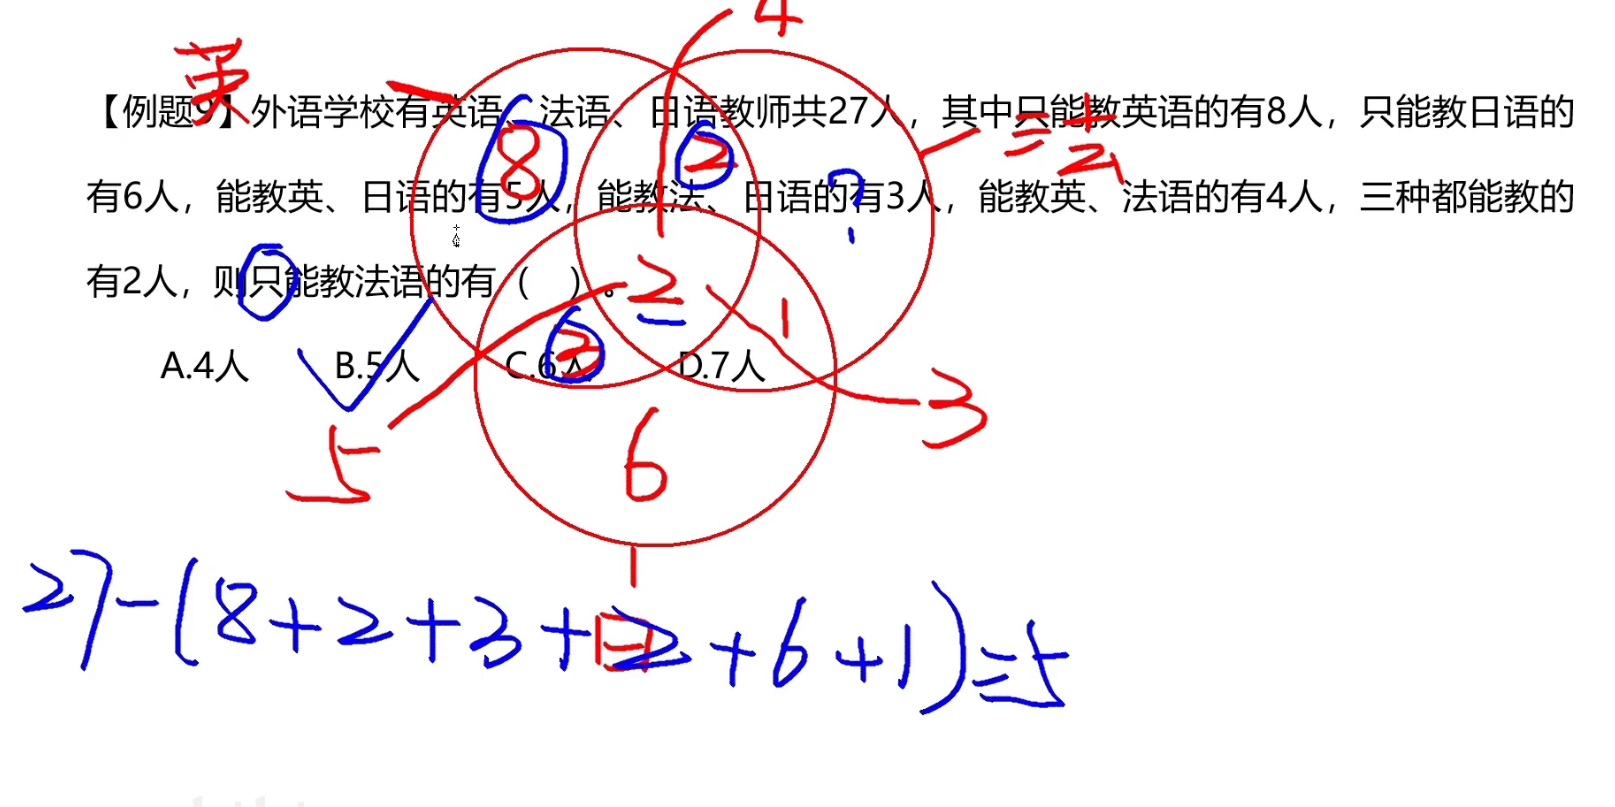 4
英
【例题9】外语学校有英语、法语、日语教师共27人，其中只能教英语的有8人，只能教日语的
8 2 ?
有6人，能教英、日语的有5人，能教法、日语的有3人，能教英、法语的有4人，三种都能教的
有2人，则只能教法语的有（　）。
2 1
A.4人 B.5人 C.6人 D.7人
3
3
5 6
日
27-(8+2+3+2+6+1)=5